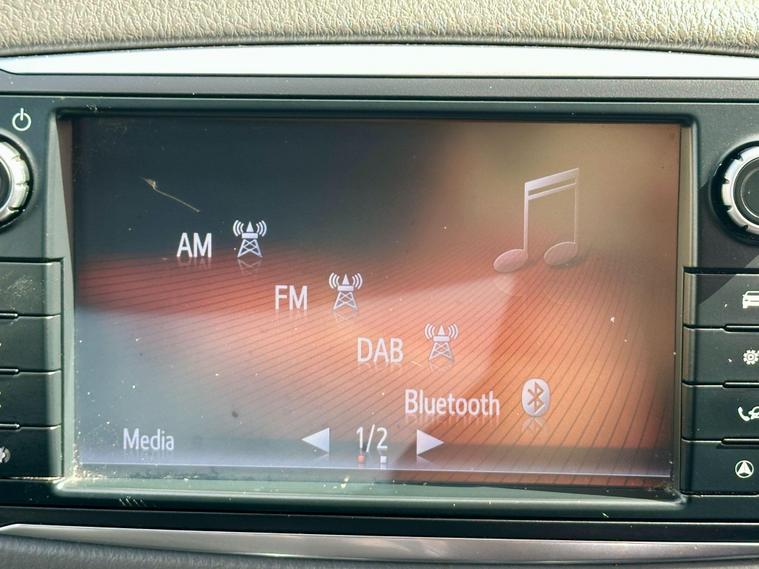 AM
FM
DAB
Bluetooth
Media
1/2